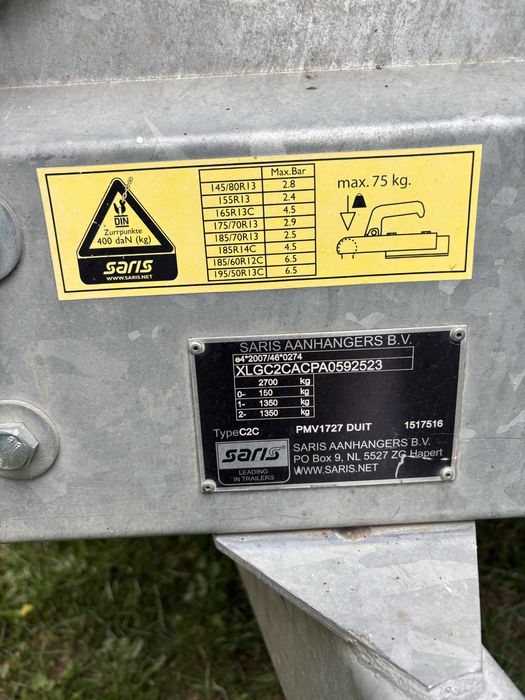 Max.Bar
145/80R13 2.8
155R13 2.4
165R13C 4.5
175/70R13 2.9
185/70R13 2.5
185R14C 4.5
185/60R12C 6.5
195/50R13C 6.5
max. 75 kg.
DIN
Zurrpunkte
400 daN (kg)
saris
WWW.SARIS.NET
SARIS AANHANGERS B.V.
e4*2007/46*0274
XLGC2CACPA0592523
2700 kg
0- 150 kg
1- 1350 kg
2- 1350 kg
Type C2C PMV1727 DUIT 1517516
saris
LEADING
IN TRAILERS
SARIS AANHANGERS B.V.
PO Box 9, NL 5527 ZG Hapert
WWW.SARIS.NET